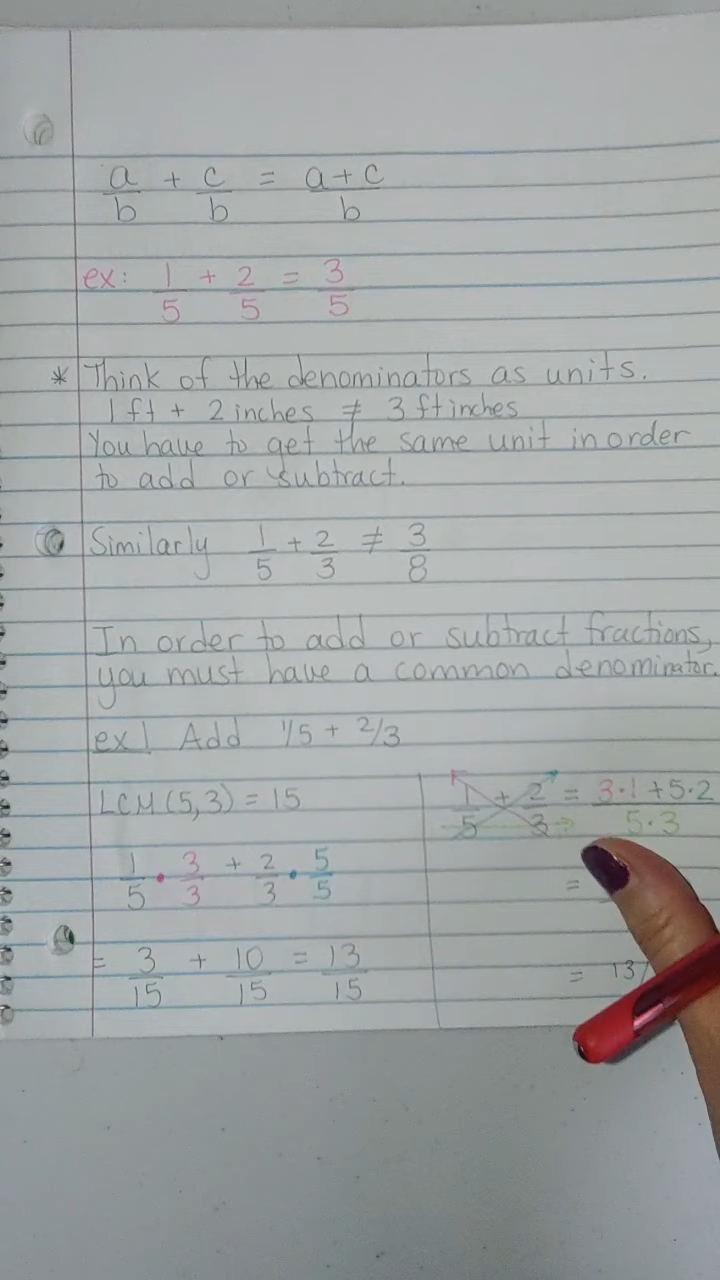 a/b + c/b = a+c/b
ex: 1/5 + 2/5 = 3/5
* Think of the denominators as units.
1 ft + 2 inches ≠ 3 ft inches
You have to get the same unit in order
to add or subtract.
Similarly 1/5 + 2/3 ≠ 3/8
In order to add or subtract fractions,
you must have a common denominator.
ex1 Add 1/5 + 2/3
LCM(5,3) = 15
1/5 • 3/3 + 2/3 • 5/5
= 3/15 + 10/15 = 13/15
1/5 + 2/3 = 3·1 + 5·2/5·3
=
= 13/